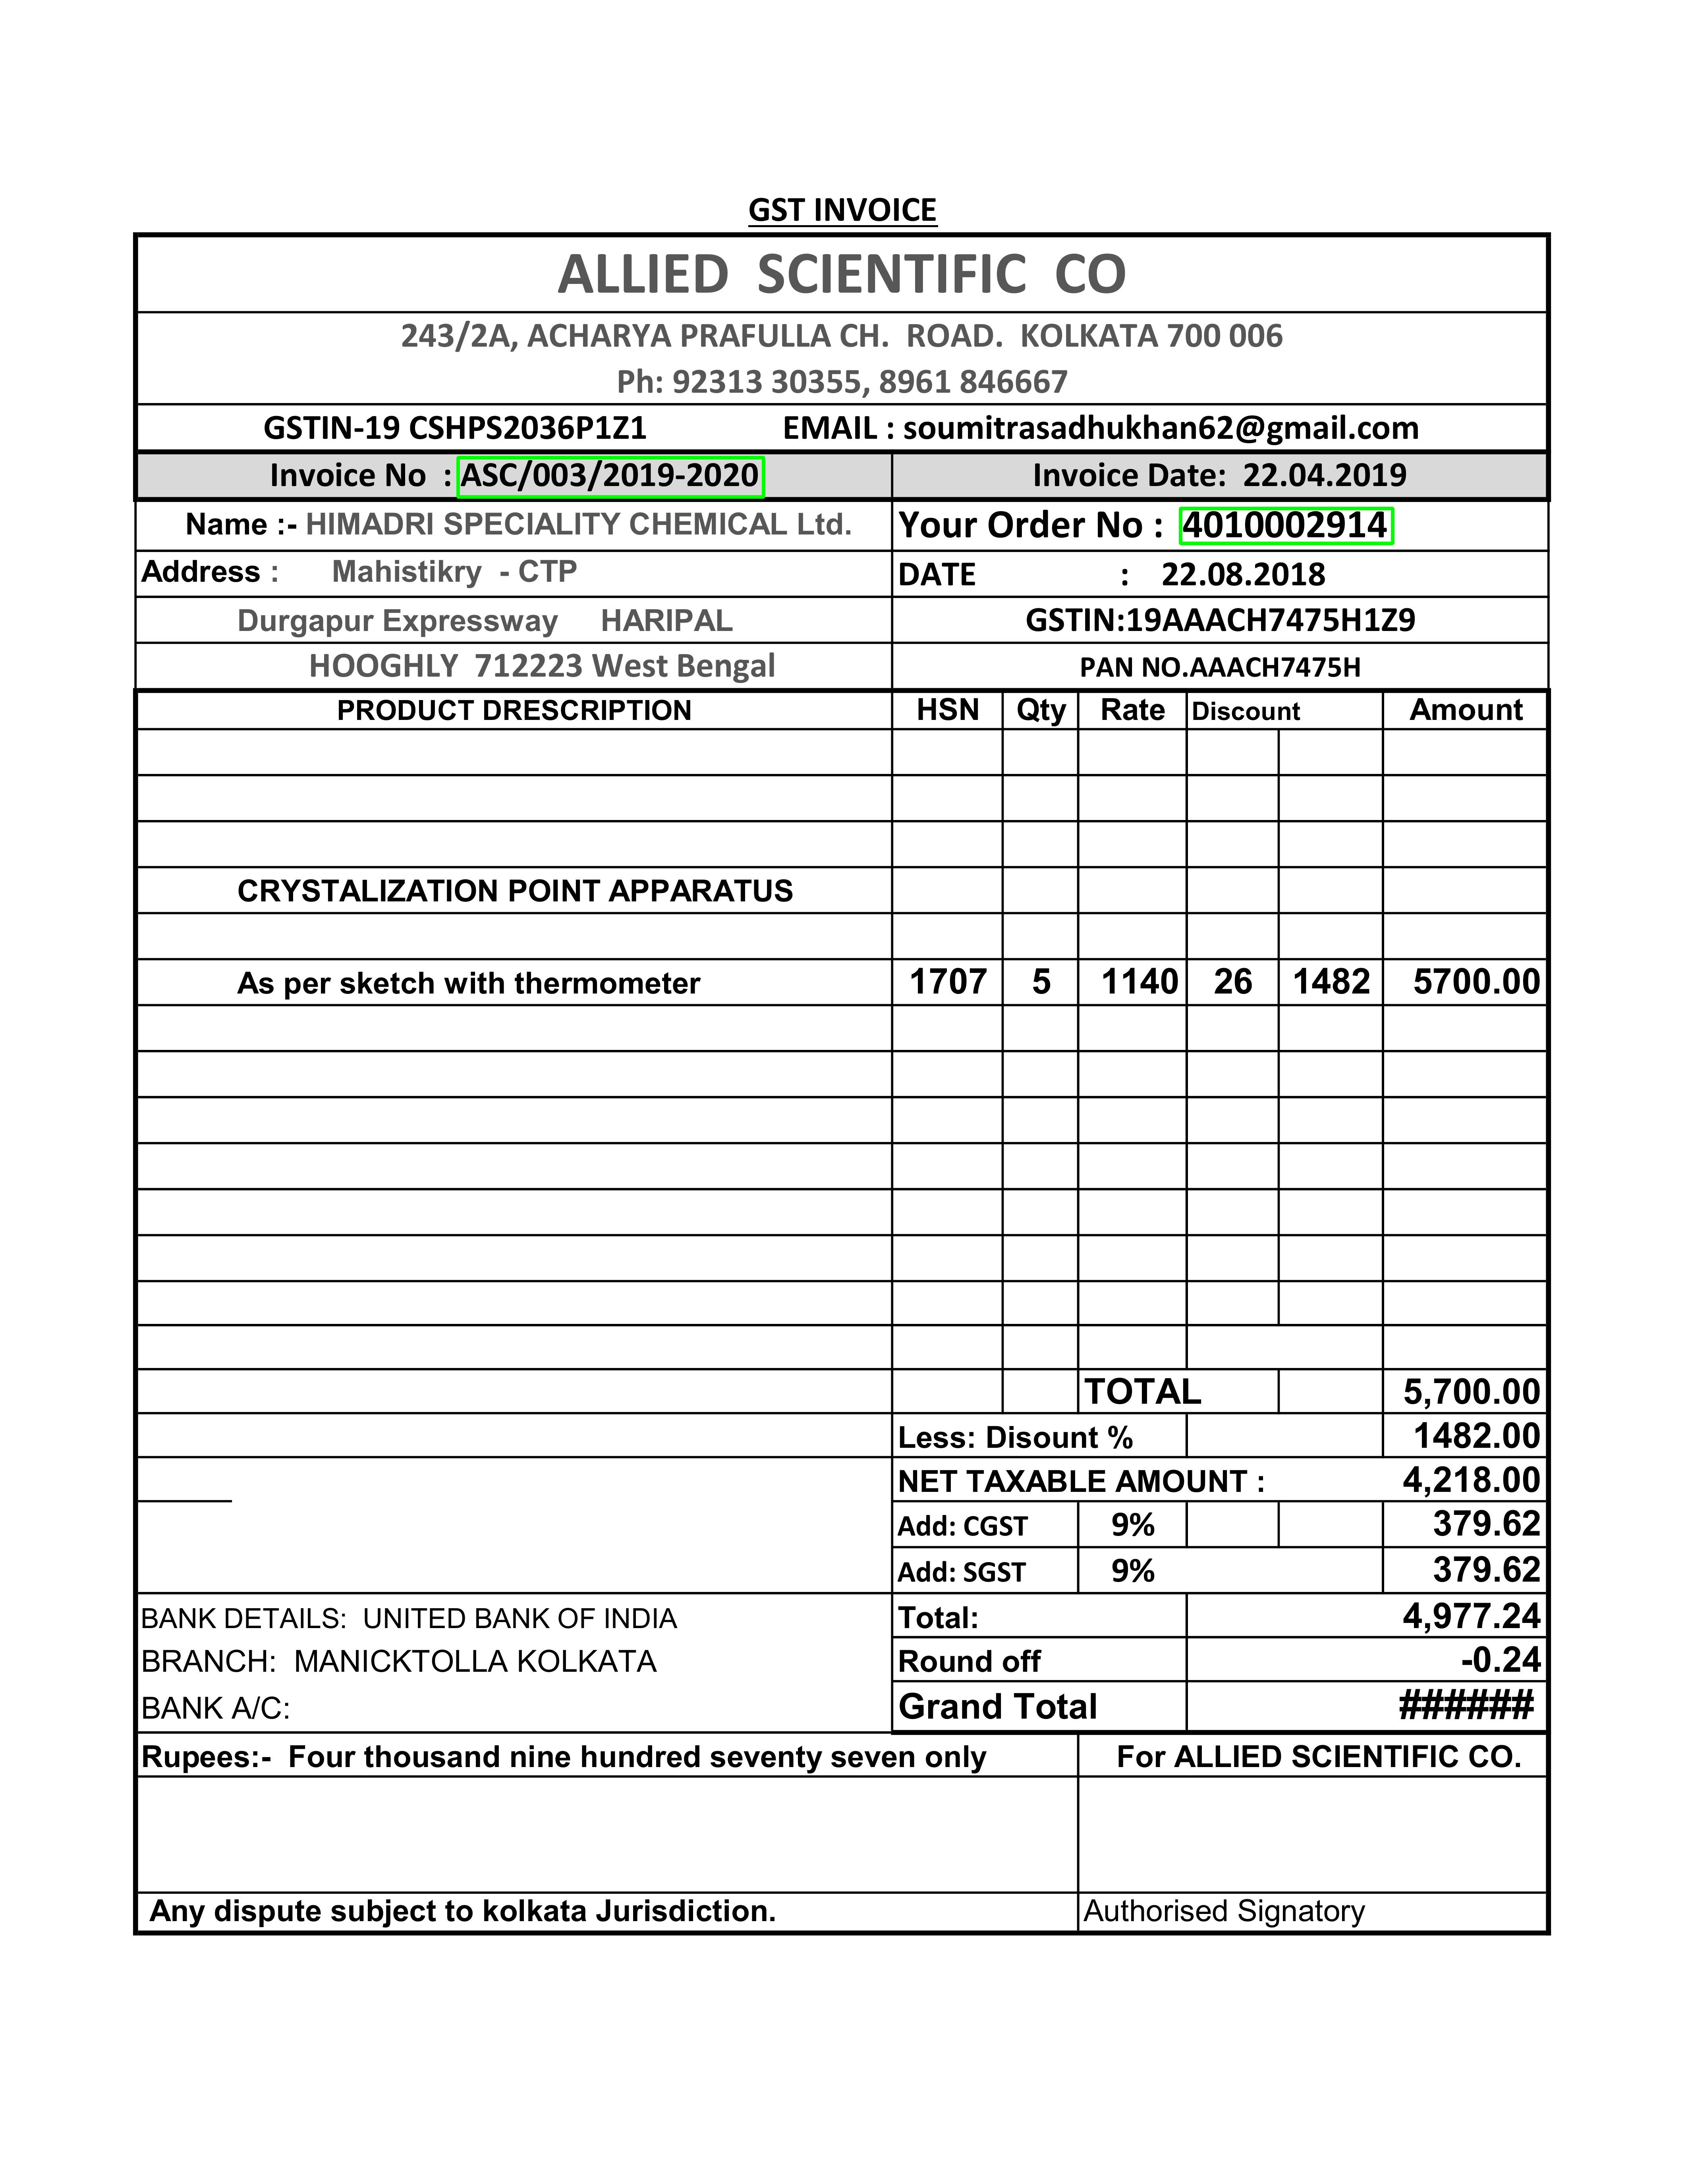 GST INVOICE
ALLIED SCIENTIFIC CO
243/2A, ACHARYA PRAFULLA CH. ROAD. KOLKATA 700 006
Ph: 92313 30355, 8961 846667
GSTIN-19 CSHPS2036P1Z1 EMAIL : soumitrasadhukhan62@gmail.com
Invoice No : ASC/003/2019-2020 Invoice Date: 22.04.2019
Name :- HIMADRI SPECIALITY CHEMICAL Ltd. Your Order No : 4010002914
Address : Mahistikry - CTP DATE : 22.08.2018
Durgapur Expressway HARIPAL GSTIN:19AAACH7475H1Z9
HOOGHLY 712223 West Bengal PAN NO.AAACH7475H
PRODUCT DRESCRIPTION HSN Qty Rate Discount Amount
CRYSTALIZATION POINT APPARATUS
As per sketch with thermometer 1707 5 1140 26 1482 5700.00
TOTAL 5,700.00
Less: Disount % 1482.00
NET TAXABLE AMOUNT : 4,218.00
Add: CGST 9% 379.62
Add: SGST 9% 379.62
BANK DETAILS: UNITED BANK OF INDIA Total: 4,977.24
BRANCH: MANICKTOLLA KOLKATA Round off -0.24
BANK A/C: Grand Total ######
Rupees:- Four thousand nine hundred seventy seven only For ALLIED SCIENTIFIC CO.
Any dispute subject to kolkata Jurisdiction. Authorised Signatory